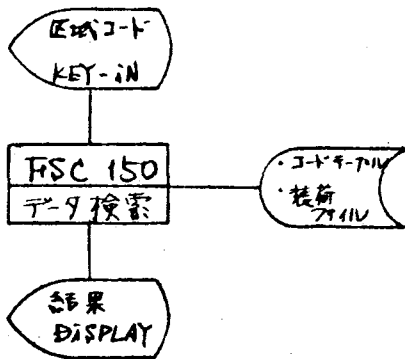 区域コード
KEY-iN
FSC 150
データ検索
・コードテーブル
・装荷
ファイル
結果
DiSPLAY